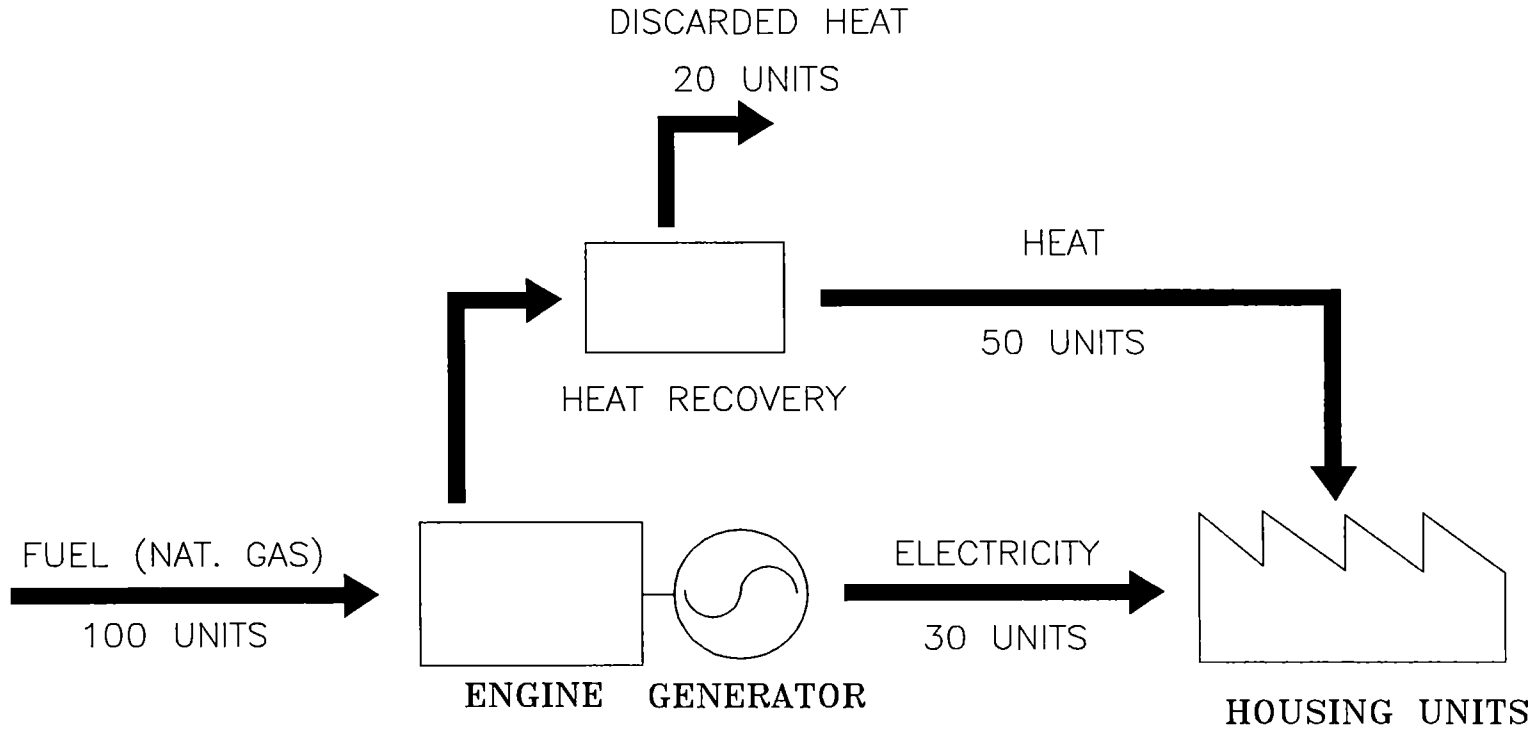 DISCARDED HEAT
20 UNITS
HEAT
50 UNITS
HEAT RECOVERY
FUEL (NAT. GAS)
100 UNITS
ELECTRICITY
30 UNITS
ENGINE
GENERATOR
HOUSING UNITS